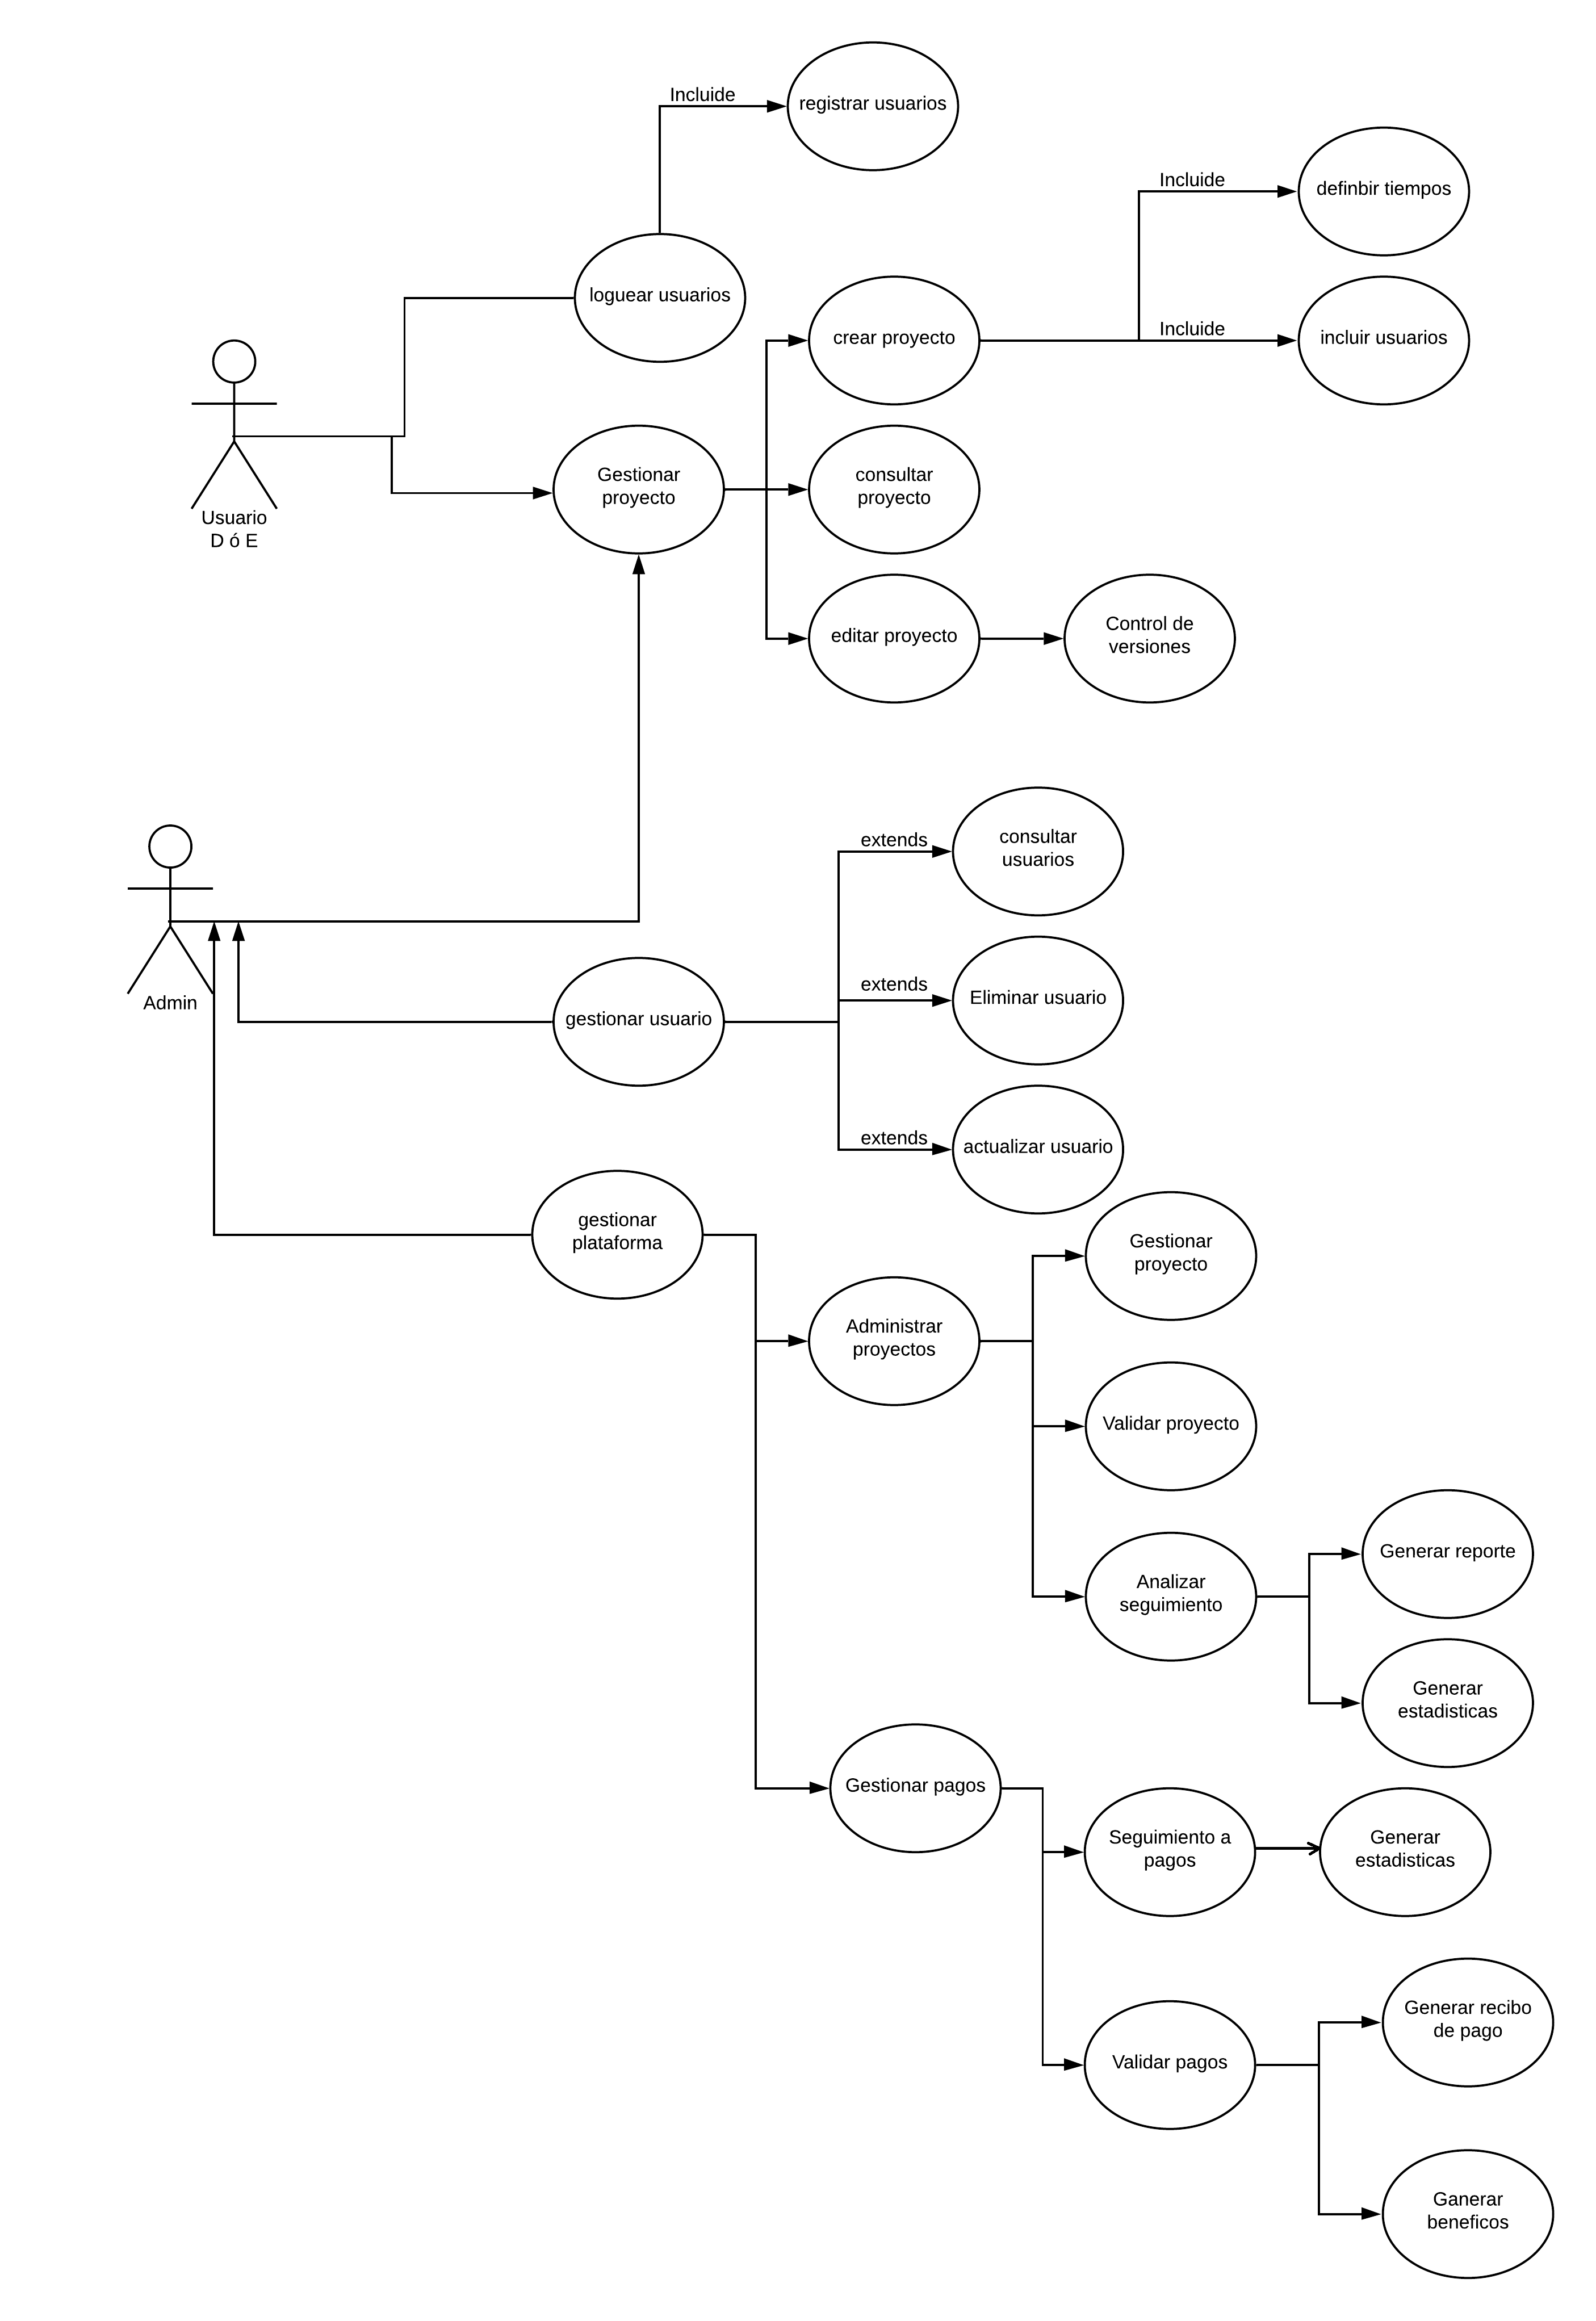 Incluide
registrar usuarios
Incluide
definbir tiempos
loguear usuarios
crear proyecto
Incluide
incluir usuarios
Usuario
D ó E
Gestionar
proyecto
consultar
proyecto
editar proyecto
Control de
versiones
Admin
extends
consultar
usuarios
extends
Eliminar usuario
gestionar usuario
extends
actualizar usuario
gestionar
plataforma
Gestionar
proyecto
Administrar
proyectos
Validar proyecto
Analizar
seguimiento
Generar reporte
Generar
estadisticas
Gestionar pagos
Seguimiento a
pagos
Generar
estadisticas
Validar pagos
Generar recibo
de pago
Ganerar
beneficos